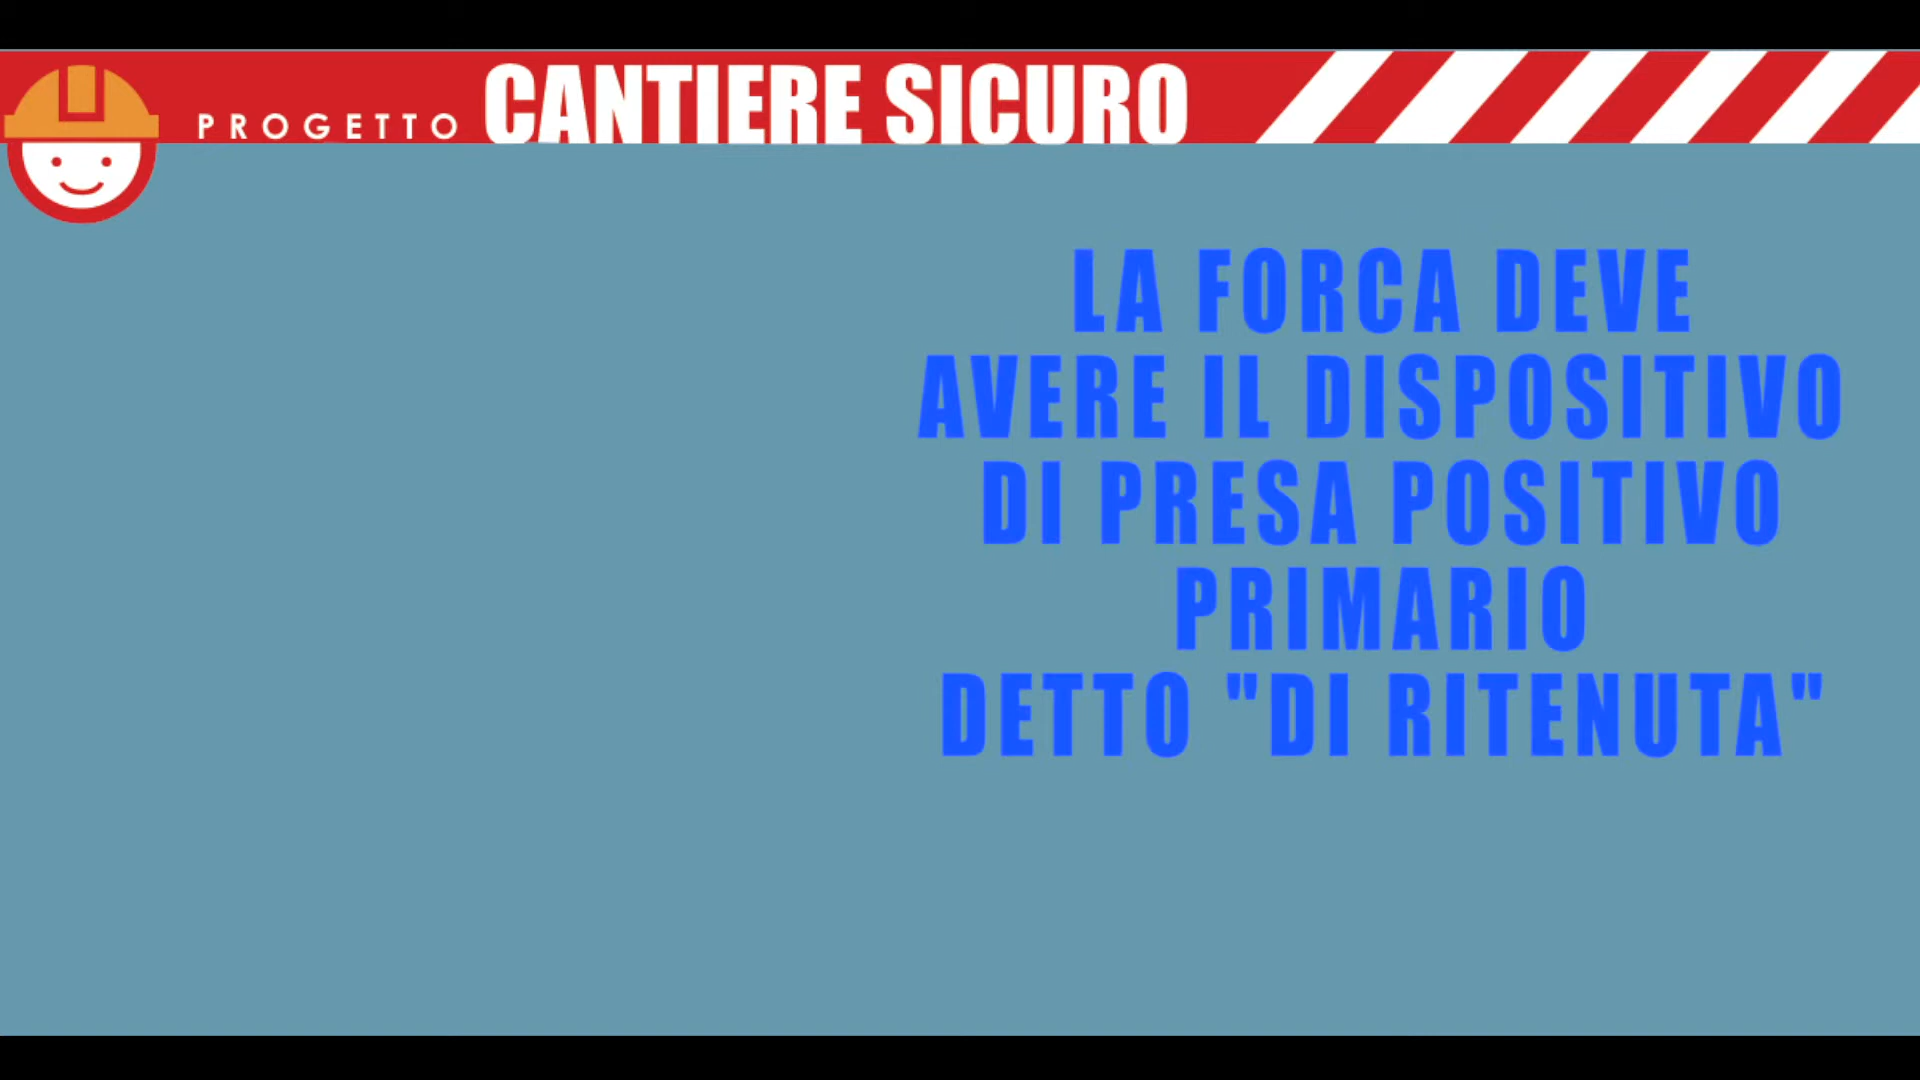 PROGETTO CANTIERE SICURO
LA FORCA DEVE
AVERE IL DISPOSITIVO
DI PRESA POSITIVO
PRIMARIO
DETTO "DI RITENUTA"